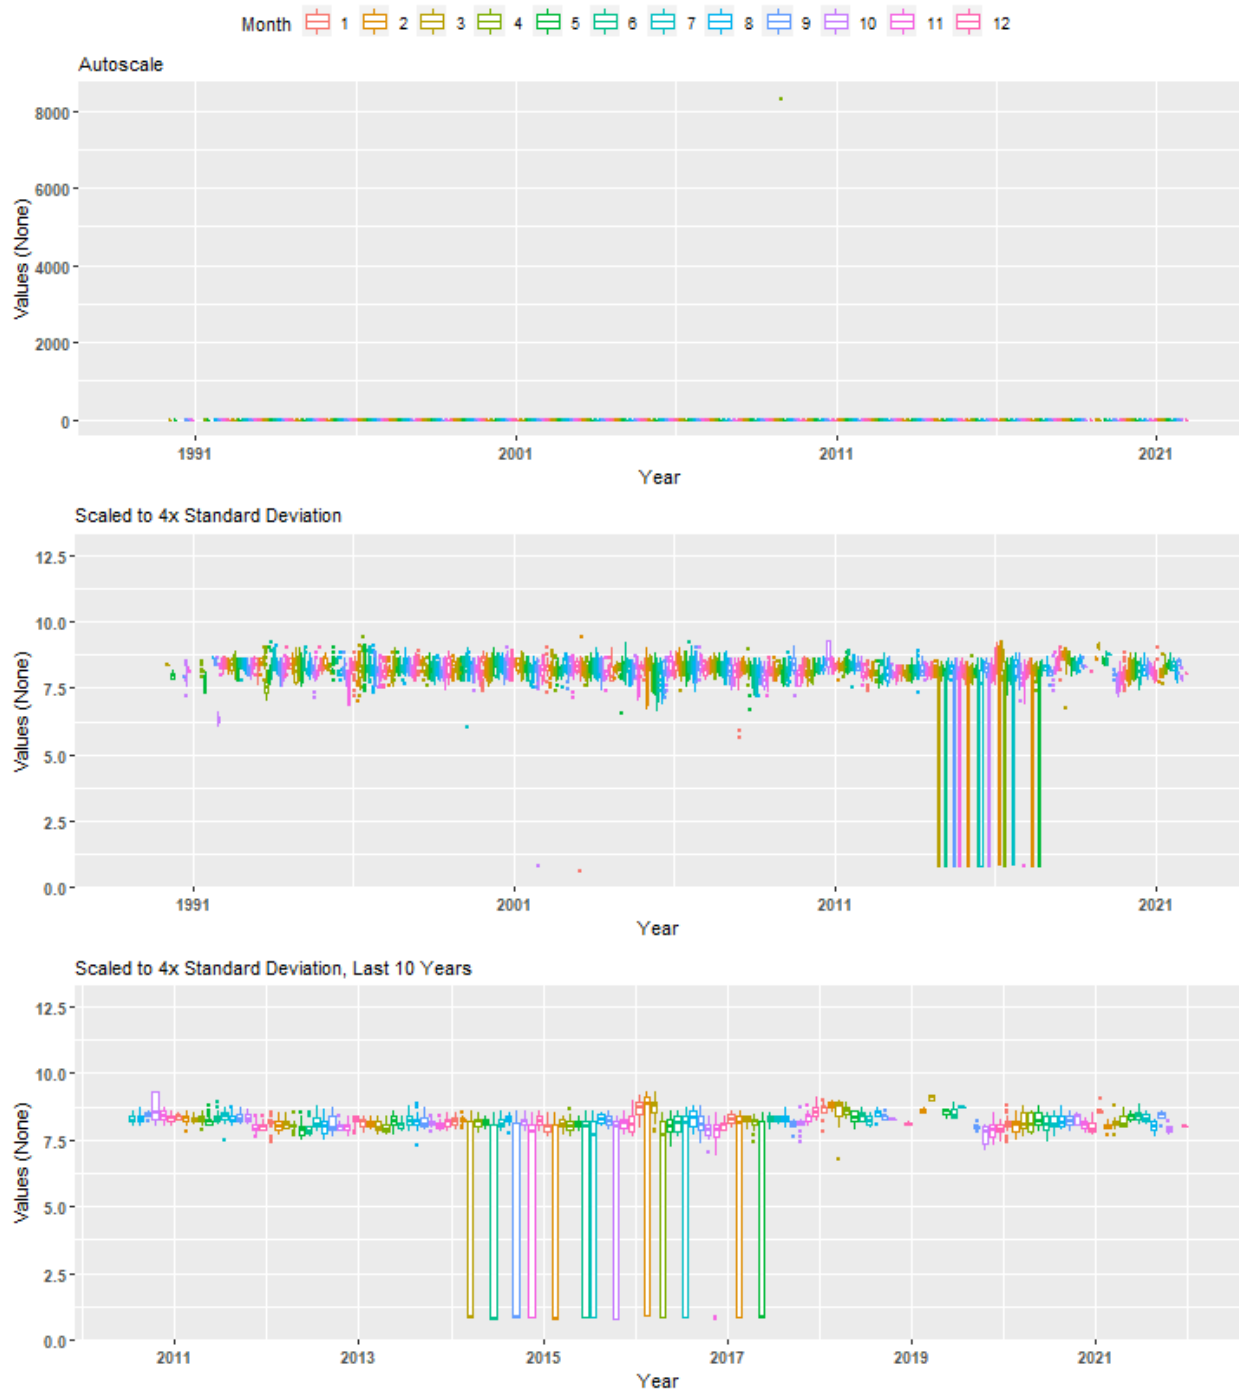 Month 1 2 3 4 5 6 7 8 9 10 11 12
Autoscale
8000
6000
4000
2000
0
Values (None)
1991 2001 2011 2021
Year
Scaled to 4x Standard Deviation
12.5
10.0
7.5
5.0
2.5
0.0
Values (None)
1991 2001 2011 2021
Year
Scaled to 4x Standard Deviation, Last 10 Years
12.5
10.0
7.5
5.0
2.5
0.0
Values (None)
2011 2013 2015 2017 2019 2021
Year